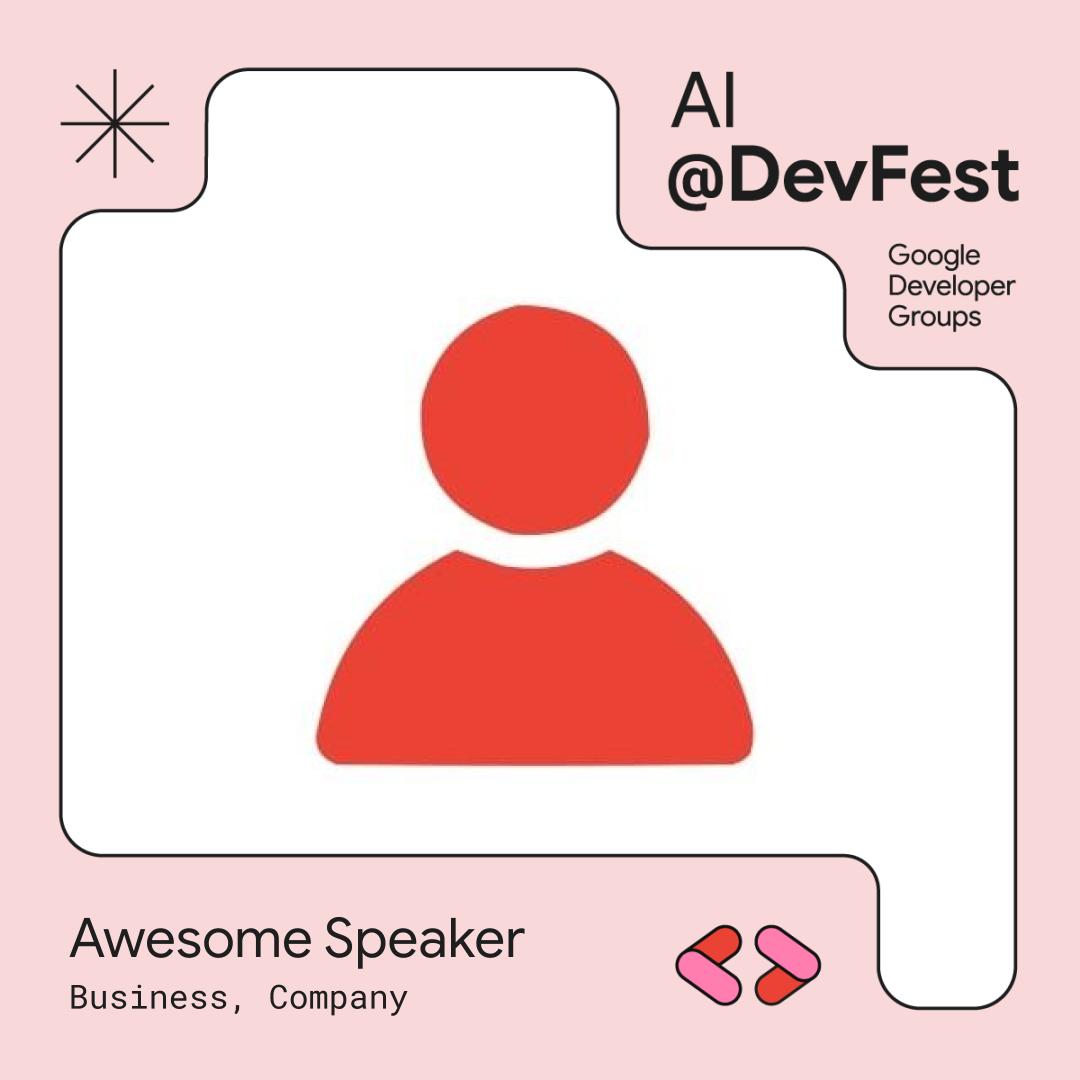 AI
@DevFest
Google
Developer
Groups
Awesome Speaker
Business, Company